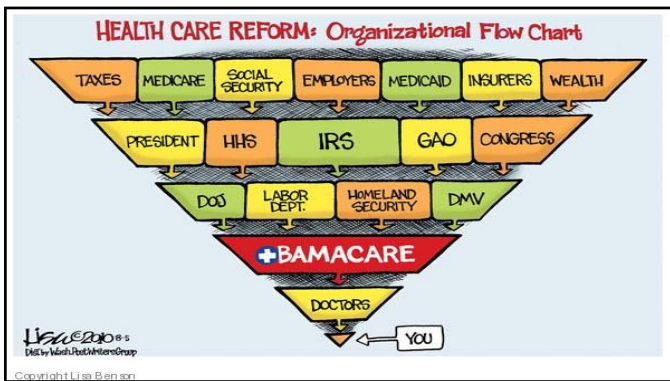 HEALTH CARE REFORM: Organizational Flow Chart
TAXES MEDICARE SOCIAL SECURITY EMPLOYERS MEDICAID INSURERS WEALTH
PRESIDENT HHS IRS GAO CONGRESS
DOJ LABOR DEPT. HOMELAND SECURITY DMV
BAMACARE
DOCTORS
YOU
©2010 8-5
Dist by Wash. Post Writers Group
Copyright Lisa Benson